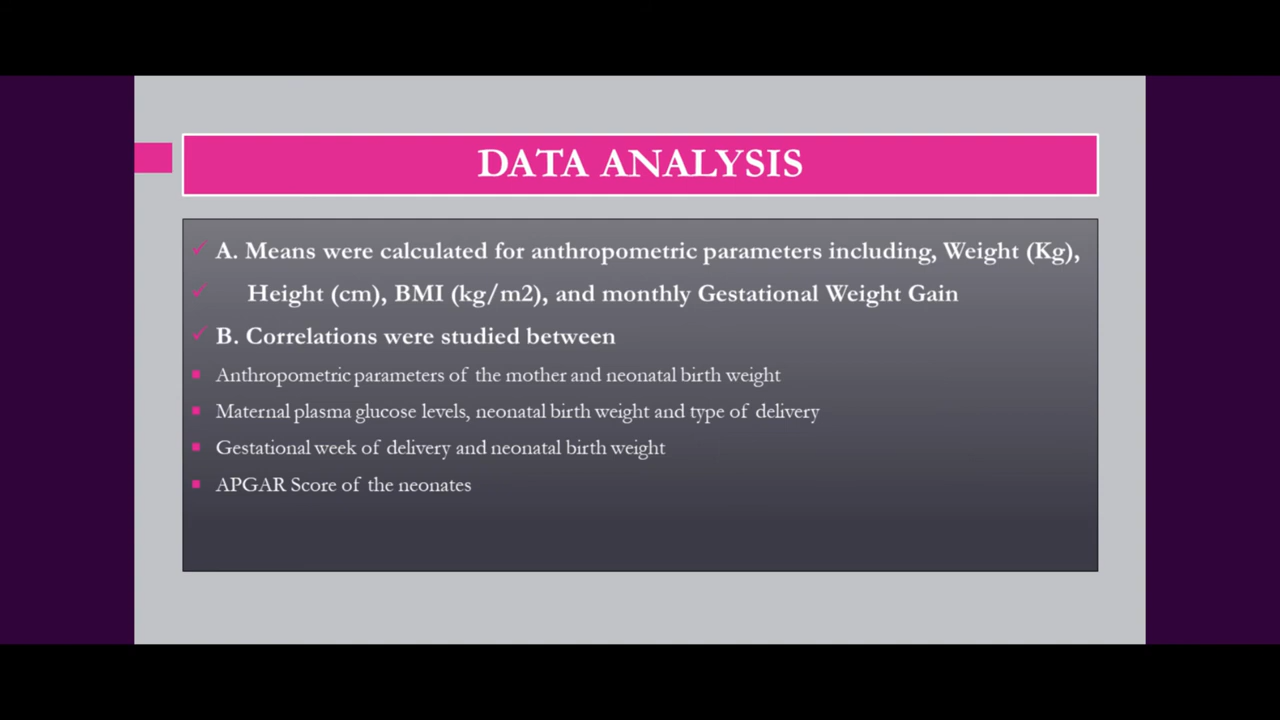 DATA ANALYSIS
A. Means were calculated for anthropometric parameters including, Weight (Kg),
Height (cm), BMI (kg/m2), and monthly Gestational Weight Gain
B. Correlations were studied between
Anthropometric parameters of the mother and neonatal birth weight
Maternal plasma glucose levels, neonatal birth weight and type of delivery
Gestational week of delivery and neonatal birth weight
APGAR Score of the neonates